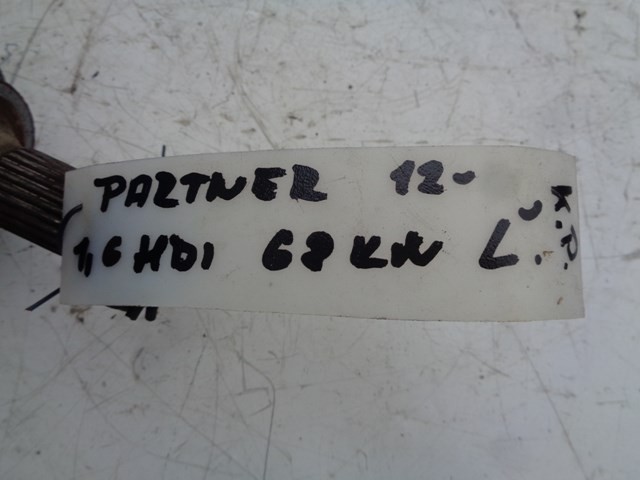 PARTNER 12-
1,6 HDI 68 KW L.
K.P.